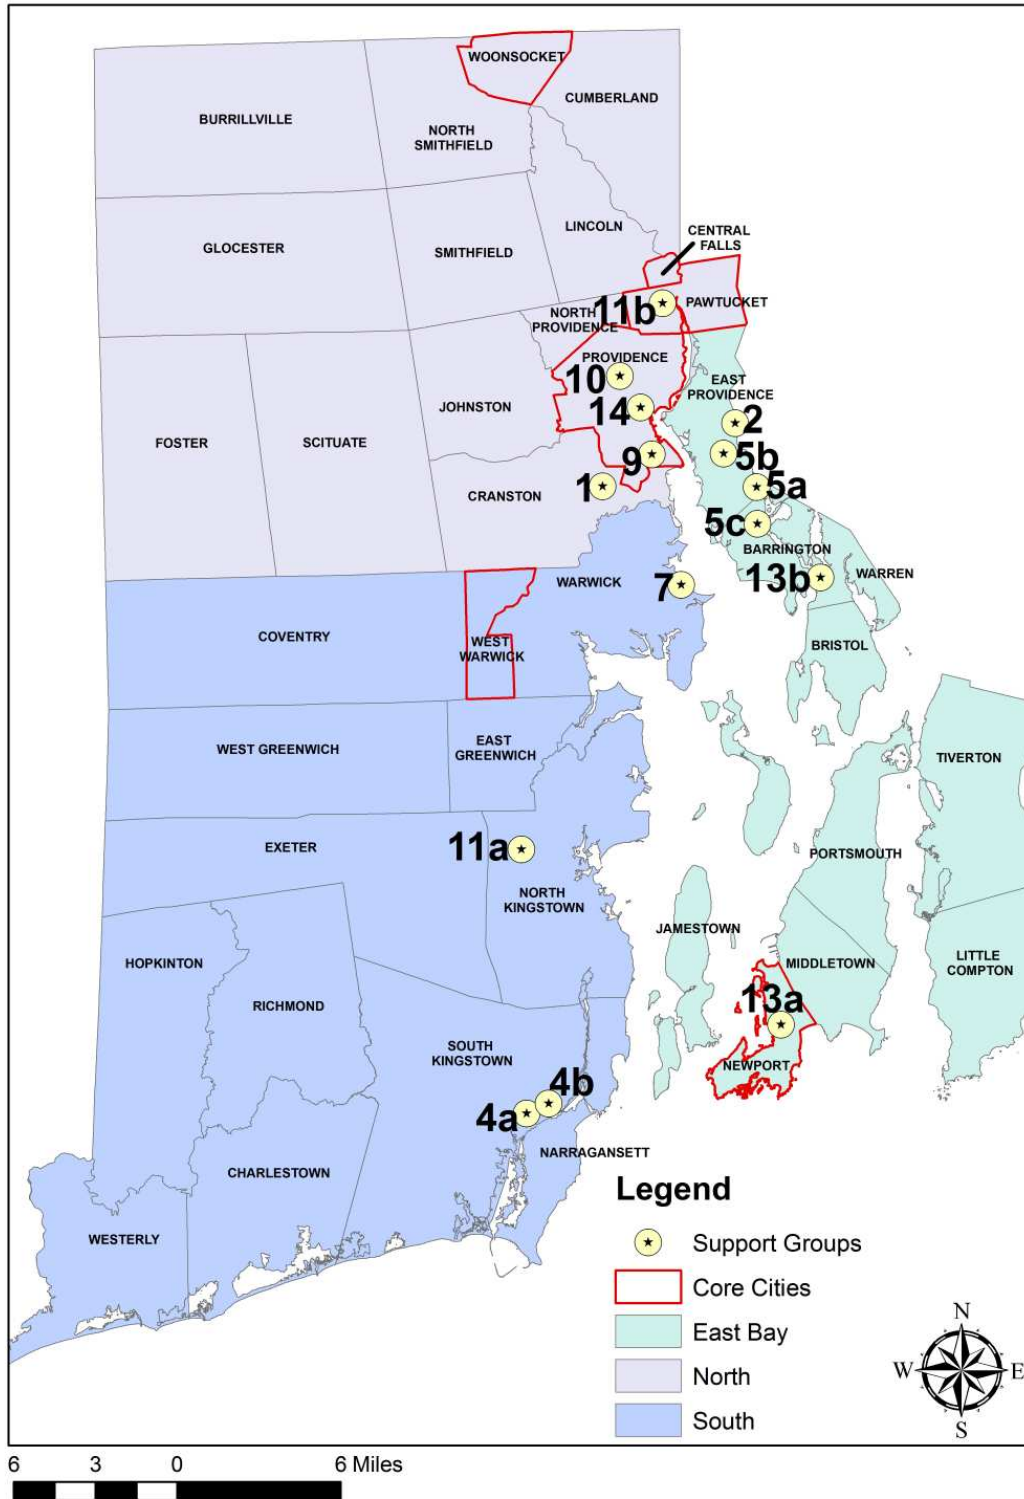 WOONSOCKET
CUMBERLAND
BURRILLVILLE
NORTH
SMITHFIELD
LINCOLN
CENTRAL
FALLS
GLOCESTER
SMITHFIELD
11b
PAWTUCKET
NORTH
PROVIDENCE
PROVIDENCE
10
EAST
PROVIDENCE
JOHNSTON
14
2
FOSTER
SCITUATE
9
5b
1
5a
CRANSTON
5c
BARRINGTON
WARWICK
7
13b
WARREN
COVENTRY
WEST
WARWICK
BRISTOL
WEST GREENWICH
EAST
GREENWICH
TIVERTON
EXETER
11a
PORTSMOUTH
NORTH
KINGSTOWN
JAMESTOWN
HOPKINTON
MIDDLETOWN
LITTLE
COMPTON
RICHMOND
13a
SOUTH
KINGSTOWN
NEWPORT
4b
4a
NARRAGANSETT
CHARLESTOWN
WESTERLY
Legend
Support Groups
Core Cities
East Bay
North
South
N
W
E
S
6 3 0 6 Miles